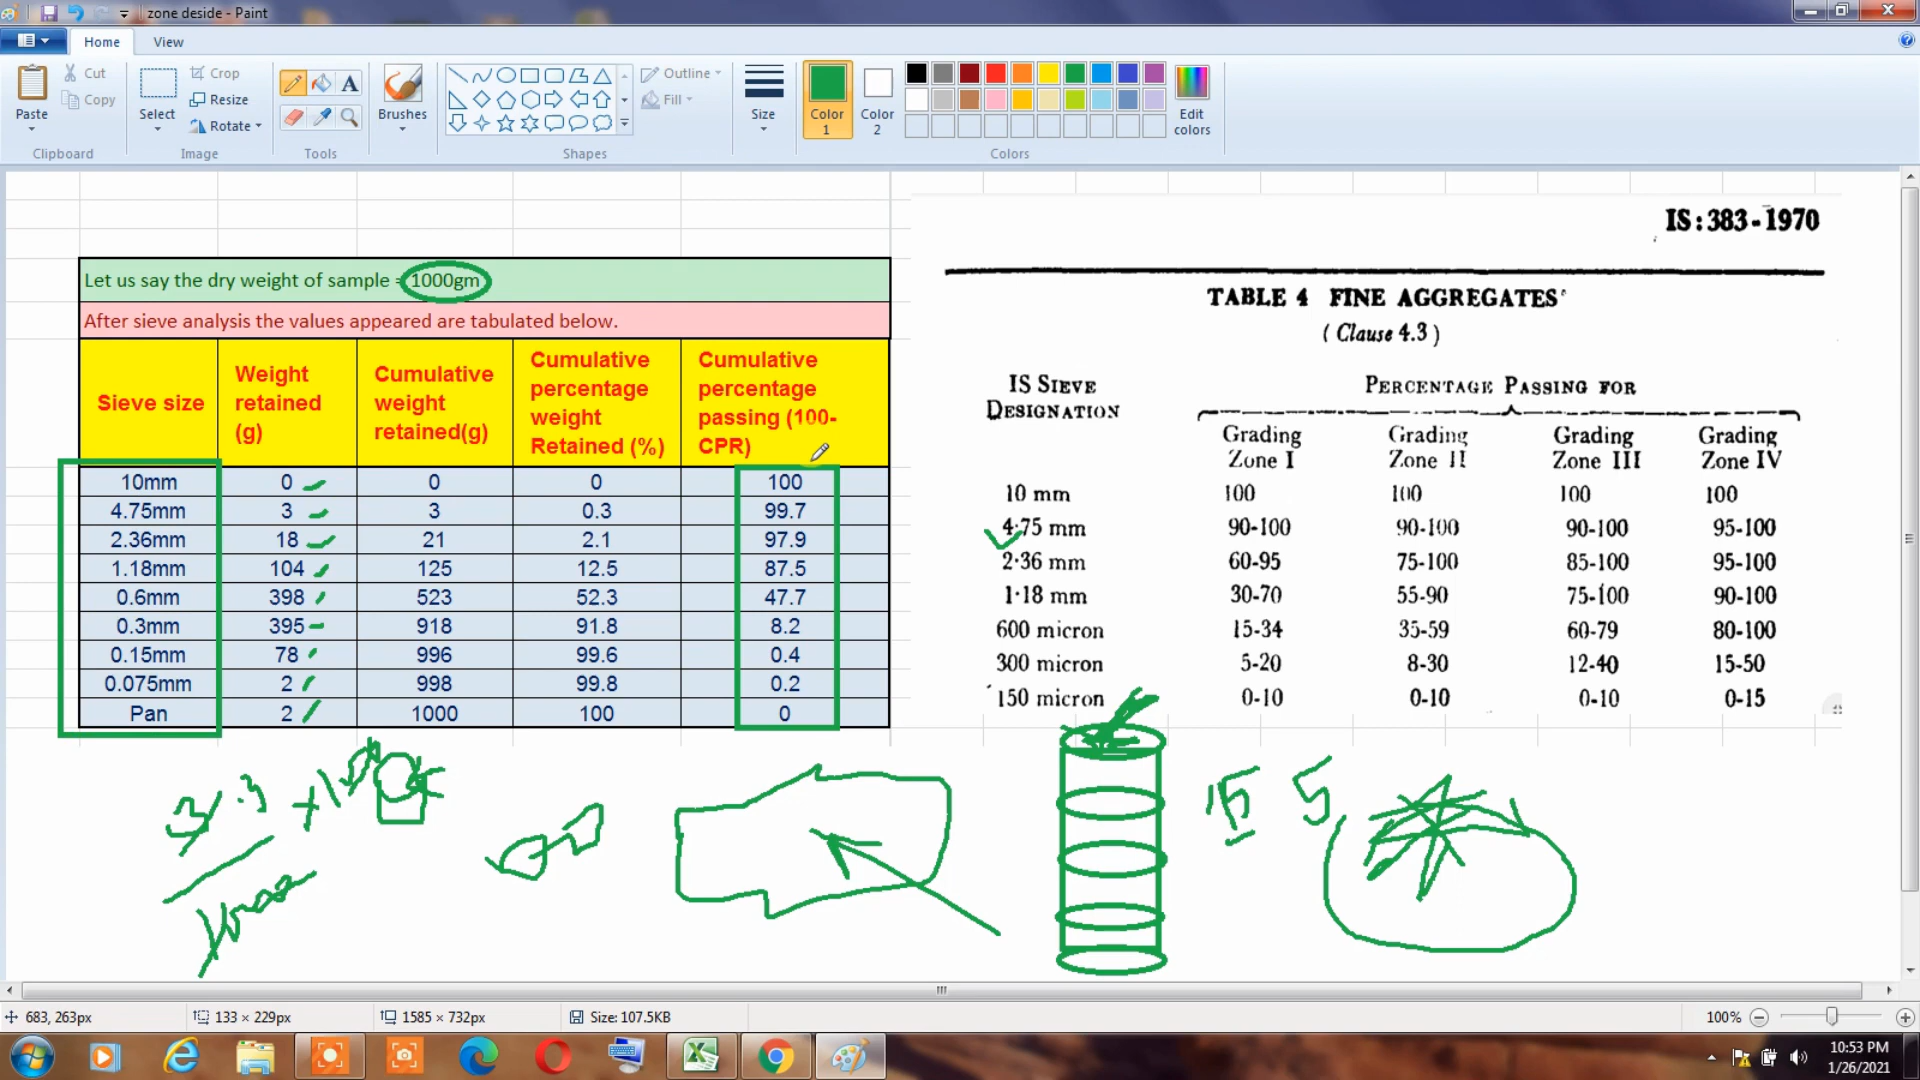 zone deside - Paint
Home View
Paste Cut Copy Clipboard
Select Crop Resize Rotate Image
Tools
Brushes
Shapes
Outline Fill
Size
Color 1 Color 2 Edit colors Colors
IS : 383 - 1970
Let us say the dry weight of sample = 1000gm
After sieve analysis the values appeared are tabulated below.
Sieve size Weight retained (g) Cumulative weight retained(g) Cumulative percentage weight Retained (%) Cumulative percentage passing (100-CPR)
10mm 0 0 0 100
4.75mm 3 3 0.3 99.7
2.36mm 18 21 2.1 97.9
1.18mm 104 125 12.5 87.5
0.6mm 398 523 52.3 47.7
0.3mm 395 918 91.8 8.2
0.15mm 78 996 99.6 0.4
0.075mm 2 998 99.8 0.2
Pan 2 1000 100 0
TABLE 4 FINE AGGREGATES
( Clause 4.3 )
IS SIEVE DESIGNATION PERCENTAGE PASSING FOR
Grading Zone I Grading Zone II Grading Zone III Grading Zone IV
10 mm 100 100 100 100
4·75 mm 90-100 90-100 90-100 95-100
2·36 mm 60-95 75-100 85-100 95-100
1·18 mm 30-70 55-90 75-100 90-100
600 micron 15-34 35-59 60-79 80-100
300 micron 5-20 8-30 12-40 15-50
150 micron 0-10 0-10 0-10 0-15
15 5
683, 263px 133 × 229px 1585 × 732px Size: 107.5KB 100%
10:53 PM
1/26/2021